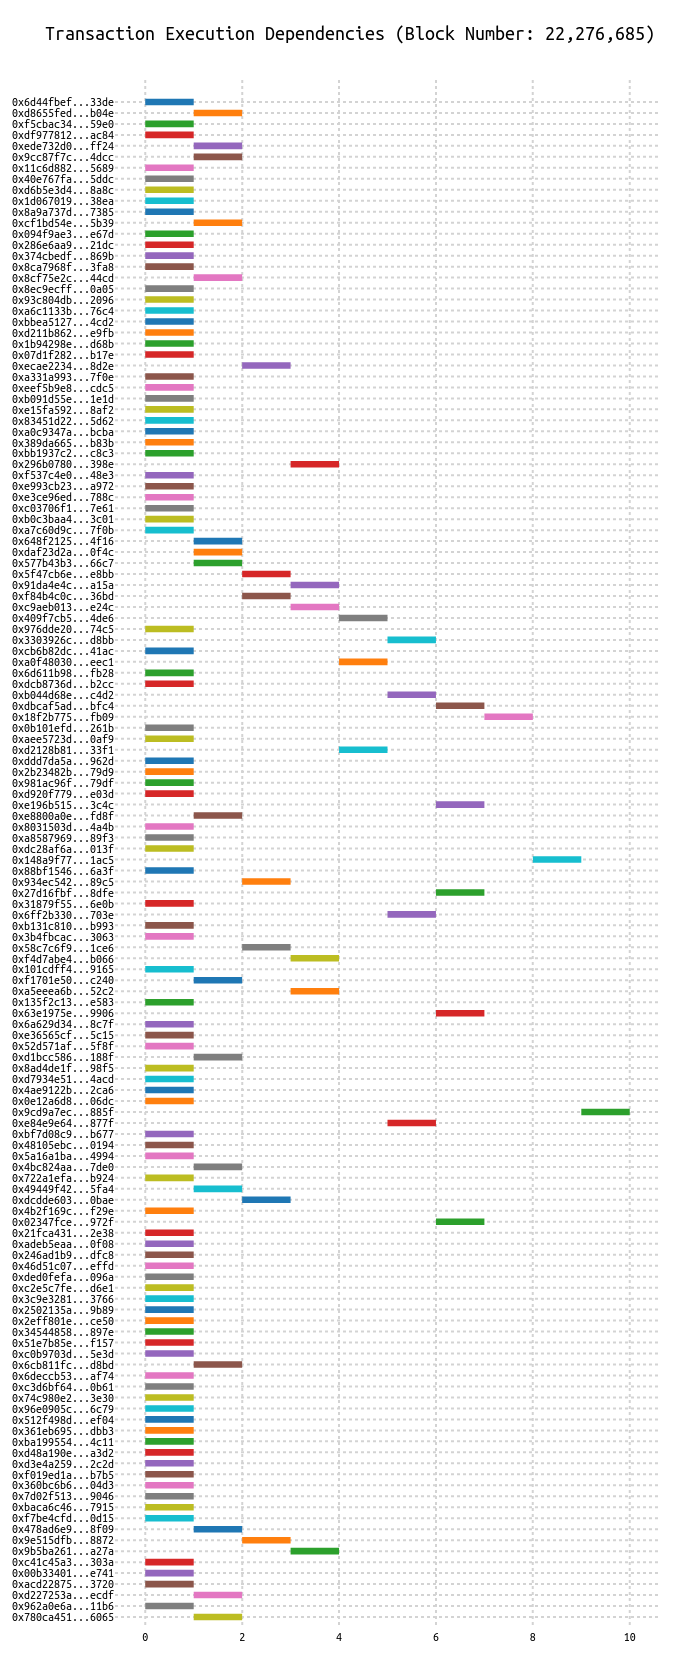 Transaction Execution Dependencies (Block Number: 22,276,685)
0x6d44fbef...33de
0xd8655fed...b04e
0xf5cbac34...59e0
0xdf977812...ac84
0xede732d0...ff24
0x9cc87f7c...4dcc
0x11c6d882...5689
0x40e767fa...5ddc
0xd6b5e3d4...8a8c
0x1d067019...38ea
0x8a9a737d...7385
0xcf1bd54e...5b39
0x094f9ae3...e67d
0x286e6aa9...21dc
0x374cbedf...869b
0x8ca7968f...3fa8
0x8cf75e2c...44cd
0x8ec9ecff...0a05
0x93c804db...2096
0xa6c1133b...76c4
0xbbea5127...4cd2
0xd211b862...e9fb
0x1b94298e...d68b
0x07d1f282...b17e
0xecae2234...8d2e
0xa331a993...7f0e
0xeef5b9e8...cdc5
0xb091d55e...1e1d
0xe15fa592...8af2
0x83451d22...5d62
0xa0c9347a...bcba
0x389da665...b83b
0xbb1937c2...c8c3
0x296b0780...398e
0xf537c4e0...48e3
0xe993cb23...a972
0xe3ce96ed...788c
0xc03706f1...7e61
0xb0c3baa4...3c01
0xa7c60d9c...7f0b
0x648f2125...4f16
0xdaf23d2a...0f4c
0x577b43b3...66c7
0x5f47cb6e...e8bb
0x91da4e4c...a15a
0xf84b4c0c...36bd
0xc9aeb013...e24c
0x409f7cb5...4de6
0x976dde20...74c5
0x3303926c...d8bb
0xcb6b82dc...41ac
0xa0f48030...eec1
0x6d611b98...fb28
0xdcb8736d...b2cc
0xb044d68e...c4d2
0xdbcaf5ad...bfc4
0x18f2b775...fb09
0x0b101efd...261b
0xaee5723d...0af9
0xd2128b81...33f1
0xddd7da5a...962d
0x2b23482b...79d9
0x981ac96f...79df
0xd920f779...e03d
0xe196b515...3c4c
0xe8800a0e...fd8f
0x8031503d...4a4b
0xa8587969...89f3
0xdc28af6a...013f
0x148a9f77...1ac5
0x88bf1546...6a3f
0x934ec542...89c5
0x27d16fbf...8dfe
0x31879f55...6e0b
0x6ff2b330...703e
0xb131c810...b993
0x3b4fbcac...3063
0x58c7c6f9...1ce6
0xf4d7abe4...b066
0x101cdff4...9165
0xf1701e50...c240
0xa5eeea6b...52c2
0x135f2c13...e583
0x63e1975e...9906
0x6a629d34...8c7f
0xe36565cf...5c15
0x52d571af...5f8f
0xd1bcc586...188f
0x8ad4de1f...98f5
0xd7934e51...4acd
0x4ae9122b...2ca6
0x0e12a6d8...06dc
0x9cd9a7ec...885f
0xe84e9e64...877f
0xbf7d08c9...b677
0x48105ebc...0194
0x5a16a1ba...4994
0x4bc824aa...7de0
0x722a1efa...b924
0x49449f42...5fa4
0xdcdde603...0bae
0x4b2f169c...f29e
0x02347fce...972f
0x21fca431...2e38
0xadeb5eaa...0f08
0x246ad1b9...dfc8
0x46d51c07...effd
0xded0fefa...096a
0xc2e5c7fe...d6e1
0x3c9e3281...3766
0x2502135a...9b89
0x2eff801e...ce50
0x34544858...897e
0x51e7b85e...f157
0xc0b9703d...5e3d
0x6cb811fc...d8bd
0x6deccb53...af74
0xc3d6bf64...0b61
0x74c980e2...3e30
0x96e0905c...6c79
0x512f498d...ef04
0x361eb695...dbb3
0xba199554...4c11
0xd48a190e...a3d2
0xd3e4a259...2c2d
0xf019ed1a...b7b5
0x360bc6b6...04d3
0x7d02f513...9046
0xbaca6c46...7915
0xf7be4cfd...0d15
0x478ad6e9...8f09
0x9e515dfb...8872
0x9b5ba261...a27a
0xc41c45a3...303a
0x00b33401...e741
0xacd22875...3720
0xd227253a...ecdf
0x962a0e6a...11b6
0x780ca451...6065
0 2 4 6 8 10